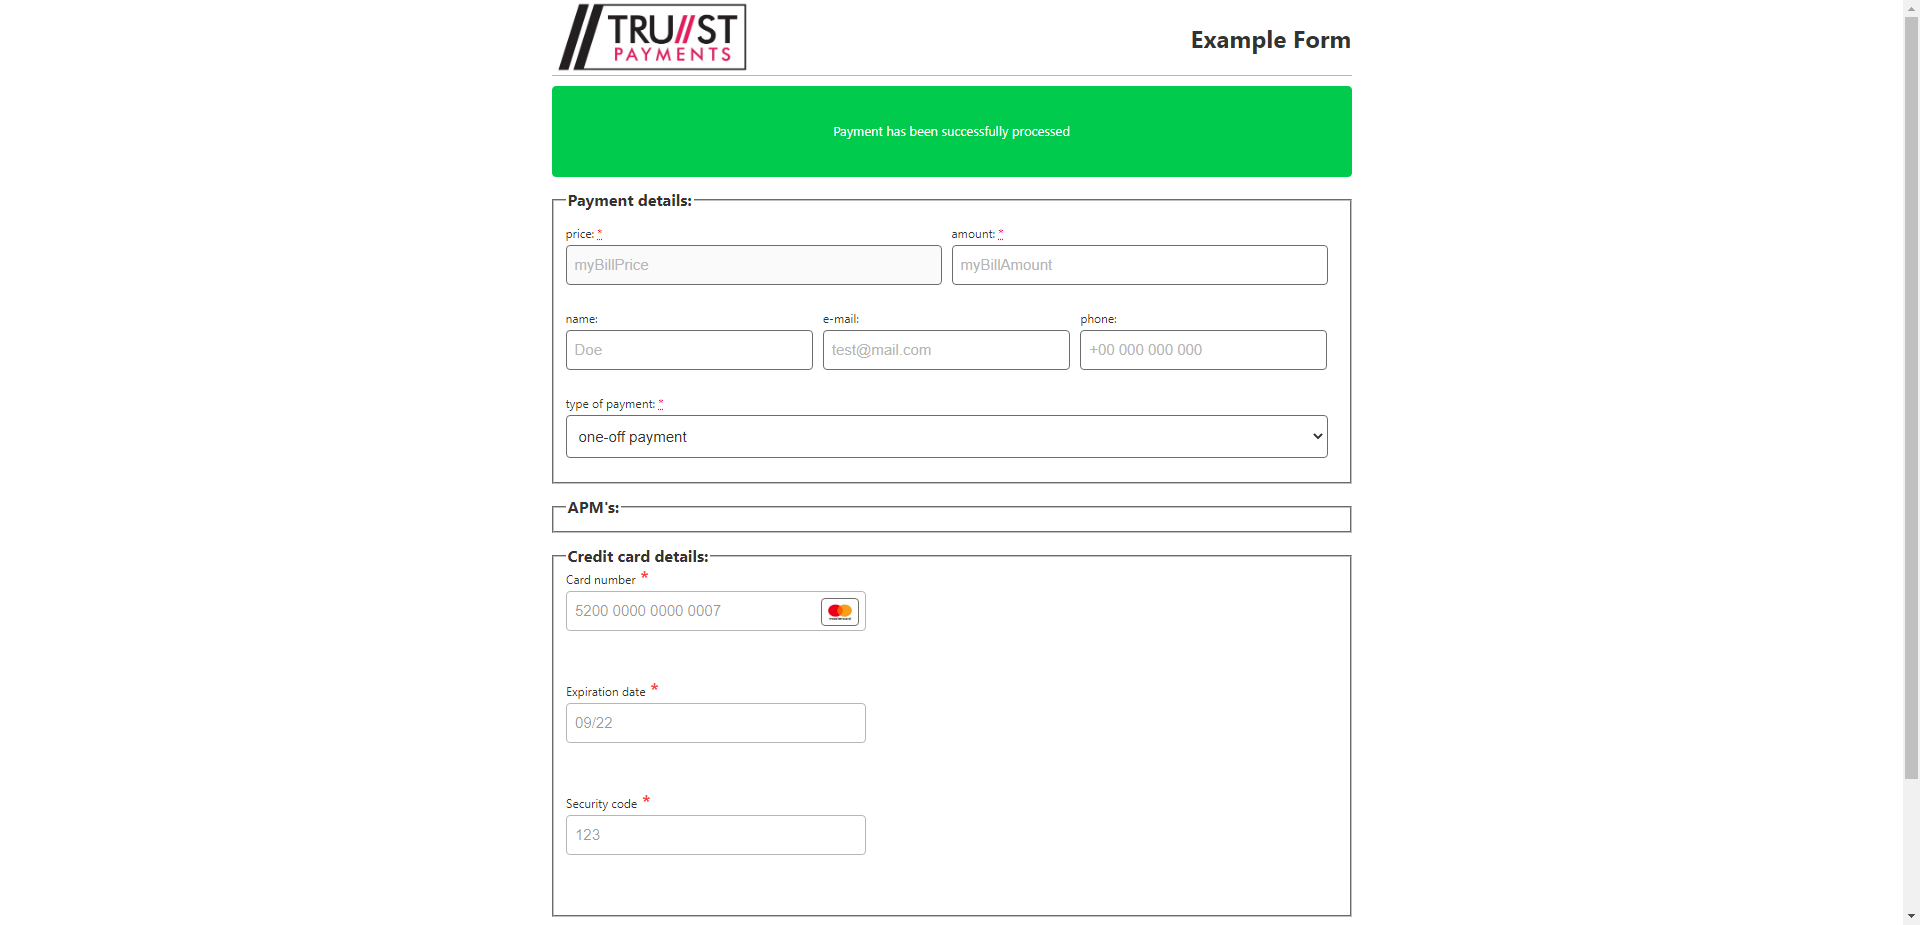 TRU//ST
PAYMENTS
Example Form
Payment has been successfully processed
Payment details:
price: *
amount: *
myBillPrice
myBillAmount
name:
e-mail:
phone:
Doe
test@mail.com
+00 000 000 000
type of payment: *
one-off payment
APM's:
Credit card details:
Card number *
5200 0000 0000 0007
mastercard
Expiration date *
09/22
Security code *
123